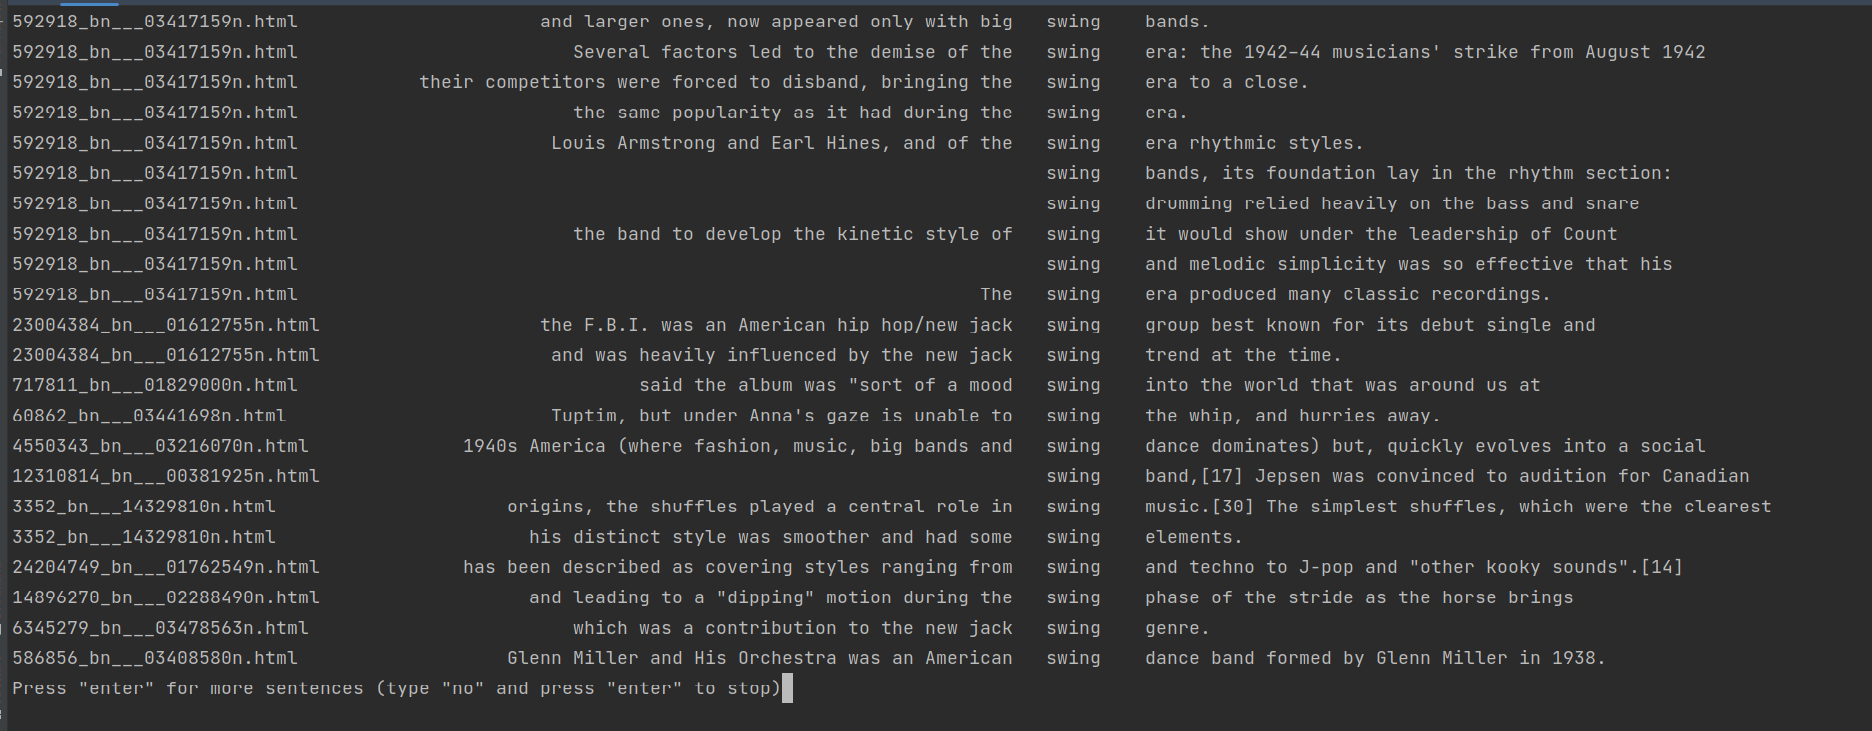 592918_bn___03417159n.html and larger ones, now appeared only with big swing bands.
592918_bn___03417159n.html Several factors led to the demise of the swing era: the 1942–44 musicians' strike from August 1942
592918_bn___03417159n.html their competitors were forced to disband, bringing the swing era to a close.
592918_bn___03417159n.html the same popularity as it had during the swing era.
592918_bn___03417159n.html Louis Armstrong and Earl Hines, and of the swing era rhythmic styles.
592918_bn___03417159n.html swing bands, its foundation lay in the rhythm section:
592918_bn___03417159n.html swing drumming relied heavily on the bass and snare
592918_bn___03417159n.html the band to develop the kinetic style of swing it would show under the leadership of Count
592918_bn___03417159n.html swing and melodic simplicity was so effective that his
592918_bn___03417159n.html The swing era produced many classic recordings.
23004384_bn___01612755n.html the F.B.I. was an American hip hop/new jack swing group best known for its debut single and
23004384_bn___01612755n.html and was heavily influenced by the new jack swing trend at the time.
717811_bn___01829000n.html said the album was "sort of a mood swing into the world that was around us at
60862_bn___03441698n.html Tuptim, but under Anna's gaze is unable to swing the whip, and hurries away.
4550343_bn___03216070n.html 1940s America (where fashion, music, big bands and swing dance dominates) but, quickly evolves into a social
12310814_bn___00381925n.html swing band,[17] Jepsen was convinced to audition for Canadian
3352_bn___14329810n.html origins, the shuffles played a central role in swing music.[30] The simplest shuffles, which were the clearest
3352_bn___14329810n.html his distinct style was smoother and had some swing elements.
24204749_bn___01762549n.html has been described as covering styles ranging from swing and techno to J-pop and "other kooky sounds".[14]
14896270_bn___02288490n.html and leading to a "dipping" motion during the swing phase of the stride as the horse brings
6345279_bn___03478563n.html which was a contribution to the new jack swing genre.
586856_bn___03408580n.html Glenn Miller and His Orchestra was an American swing dance band formed by Glenn Miller in 1938.
Press "enter" for more sentences (type "no" and press "enter" to stop)